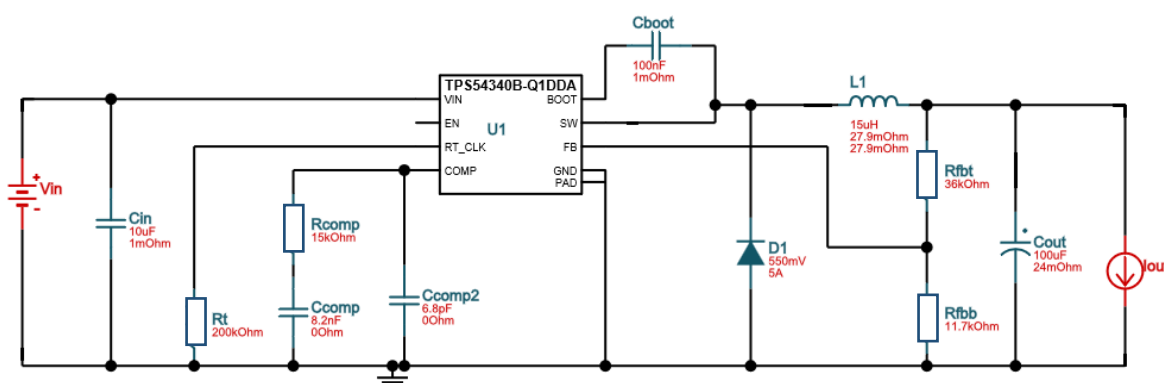 Cboot
100nF
1mOhm
TPS54340B-Q1DDA
VIN
BOOT
EN
SW
U1
RT_CLK
FB
COMP
GND
PAD
L1
15uH
27.9mOhm
27.9mOhm
Vin
+
-
Cin
10uF
1mOhm
Rcomp
15kOhm
Rfbt
36kOhm
D1
550mV
5A
Cout
100uF
24mOhm
Iou
Rt
200kOhm
Ccomp
8.2nF
0Ohm
Ccomp2
6.8pF
0Ohm
Rfbb
11.7kOhm